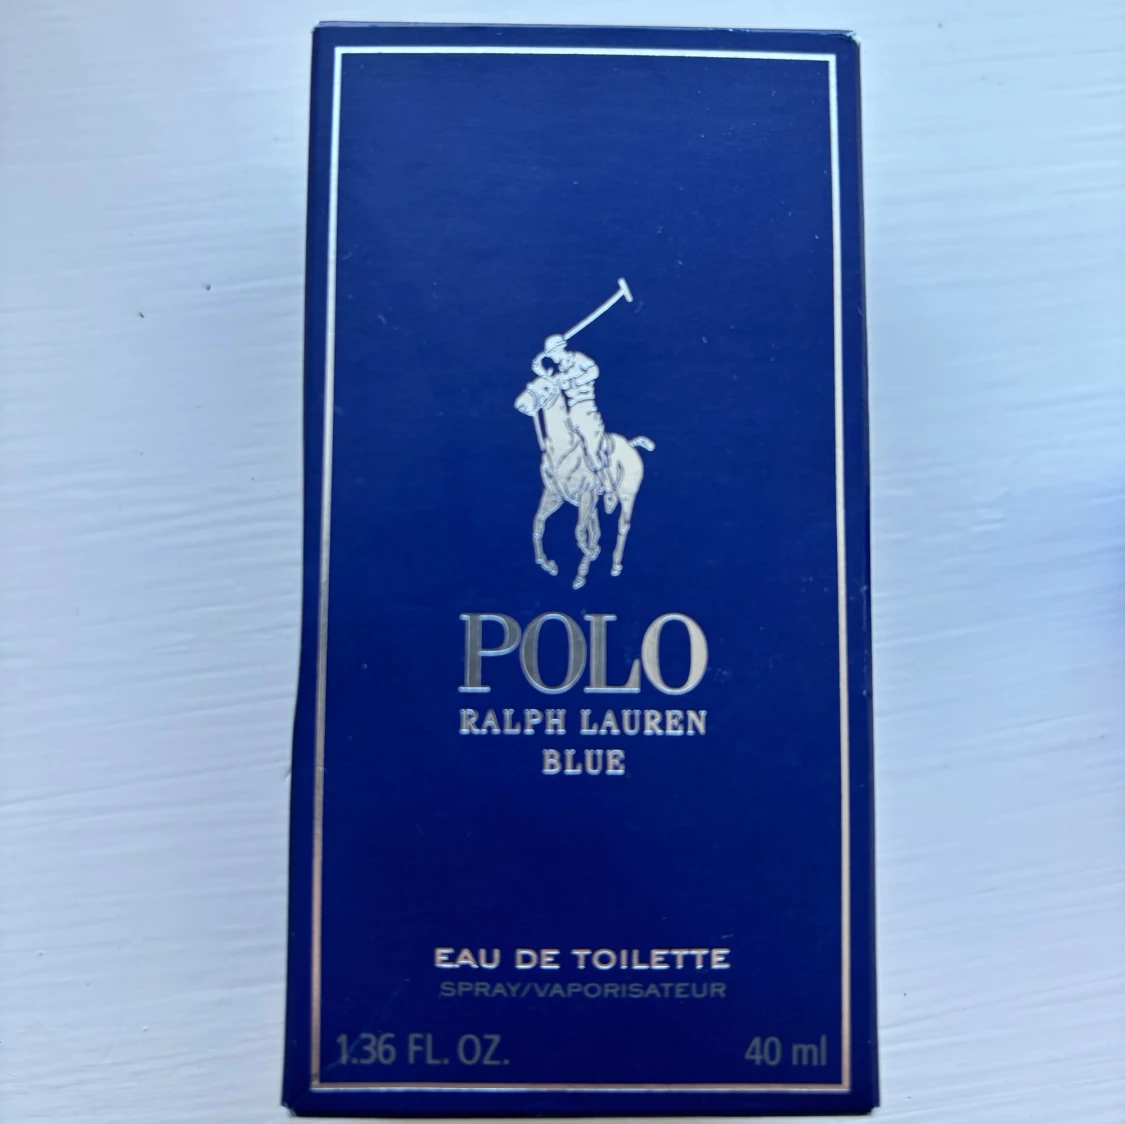 POLO
RALPH LAUREN
BLUE
EAU DE TOILETTE
SPRAY/VAPORISATEUR
1.36 FL. OZ. 40 ml